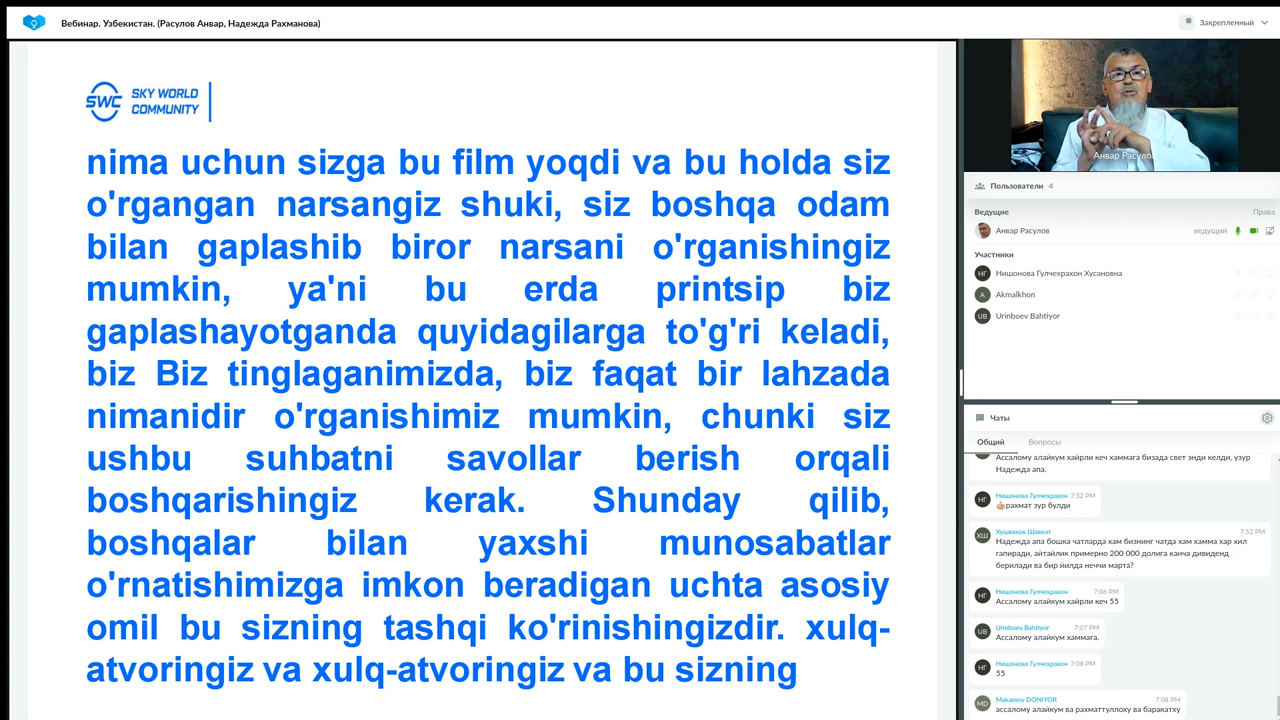 Вебинар. Узбекистан. (Расулов Анвар, Надежда Рахманова)
Закрепленный
SWC
SKY WORLD
COMMUNITY
nima uchun sizga bu film yoqdi va bu holda siz
o'rgangan narsangiz shuki, siz boshqa odam
bilan gaplashib biror narsani o'rganishingiz
mumkin, ya'ni bu erda printsip biz
gaplashayotganda quyidagilarga to'g'ri keladi,
biz Biz tinglaganimizda, biz faqat bir lahzada
nimanidir o'rganishimiz mumkin, chunki siz
ushbu suhbatni savollar berish orqali
boshqarishingiz kerak. Shunday qilib,
boshqalar bilan yaxshi munosabatlar
o'rnatishimizga imkon beradigan uchta asosiy
omil bu sizning tashqi ko'rinishingizdir. xulq-
atvoringiz va xulq-atvoringiz va bu sizning
Анвар Расулов
Пользователи 4
Ведущие Права
Анвар Расулов ведущий
Участники
НГ Нишонова Гулчехрахон Хусановна
A Akmalkhon
UB Urinboev Bahtiyor
Чаты
Общий Вопросы
Ассалому алайкум хайрли кеч хаммага бизада свет энди келди, узур
Надежда апа.
НГ Нишонова Гулчехрахон 7:52 PM
👍рахмат зур булди
ХШ Хушваков Шавкат 7:52 PM
Надежда апа бошка чатларда хам бизнинг чатда хам хамма хар хил
гапиради, айтайлик примерно 200 000 долига канча дивиденд
берилади ва бир йилда неччи марта?
НГ Нишонова Гулчехрахон 7:06 PM
Ассалому алайкум хайрли кеч 55
UB Urinboev Bahtiyor 7:07 PM
Ассалому алайкум хаммага.
НГ Нишонова Гулчехрахон 7:08 PM
55
MD Makamov DONIYOR 7:08 PM
ассалому алайкум ва рахматтуллоху ва баракатху